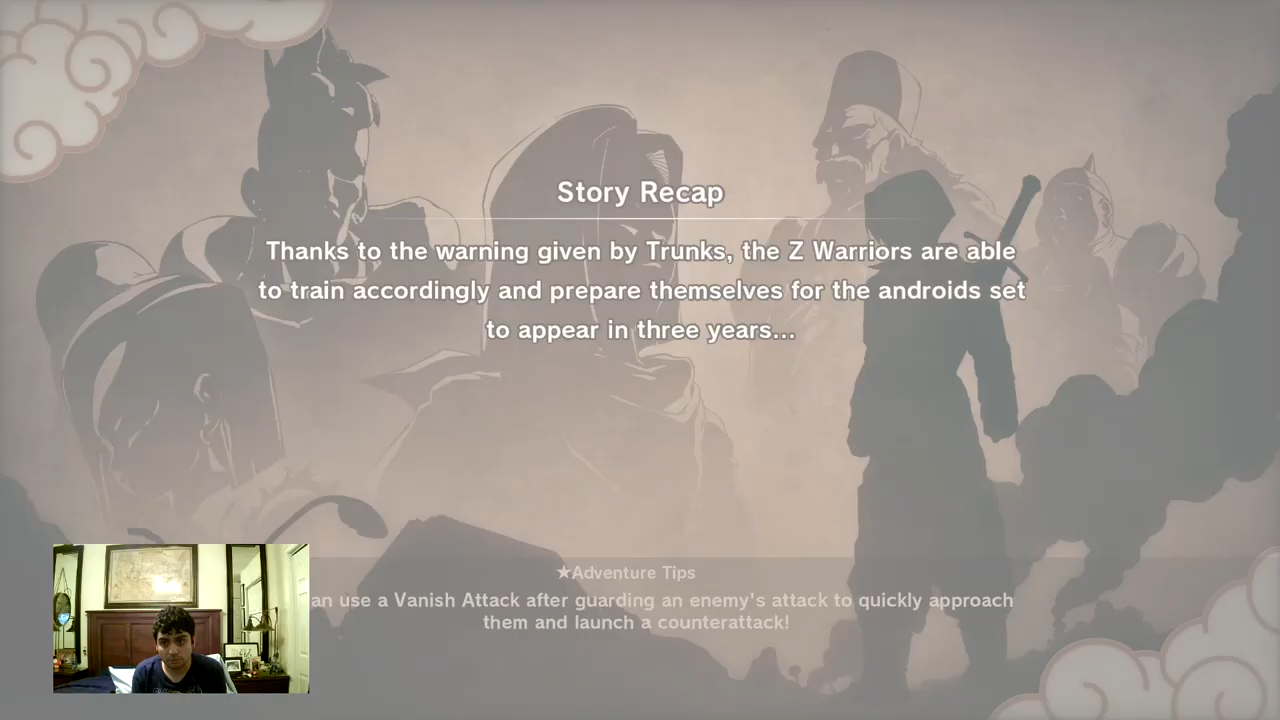 Story Recap
Thanks to the warning given by Trunks, the Z Warriors are able
to train accordingly and prepare themselves for the androids set
to appear in three years...
★Adventure Tips
use a Vanish Attack after guarding an enemy's attack to quickly approach
them and launch a counterattack!